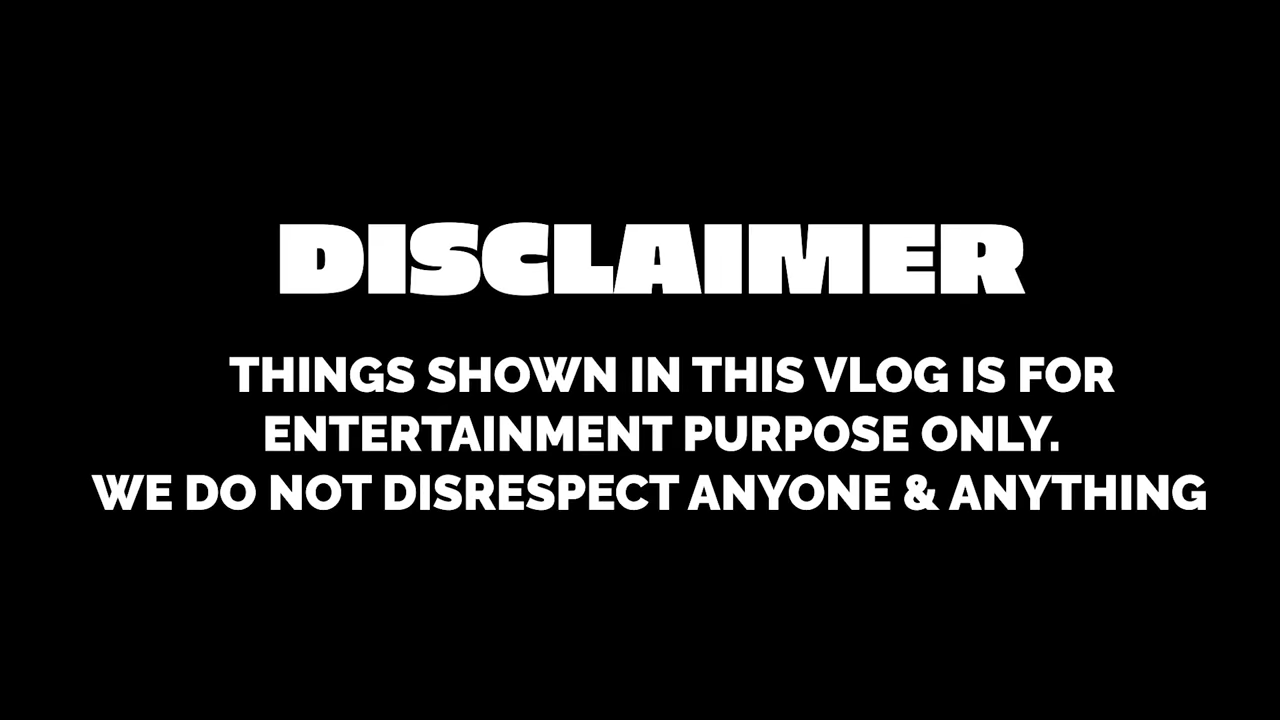 DISCLAIMER
THINGS SHOWN IN THIS VLOG IS FOR
ENTERTAINMENT PURPOSE ONLY.
WE DO NOT DISRESPECT ANYONE & ANYTHING